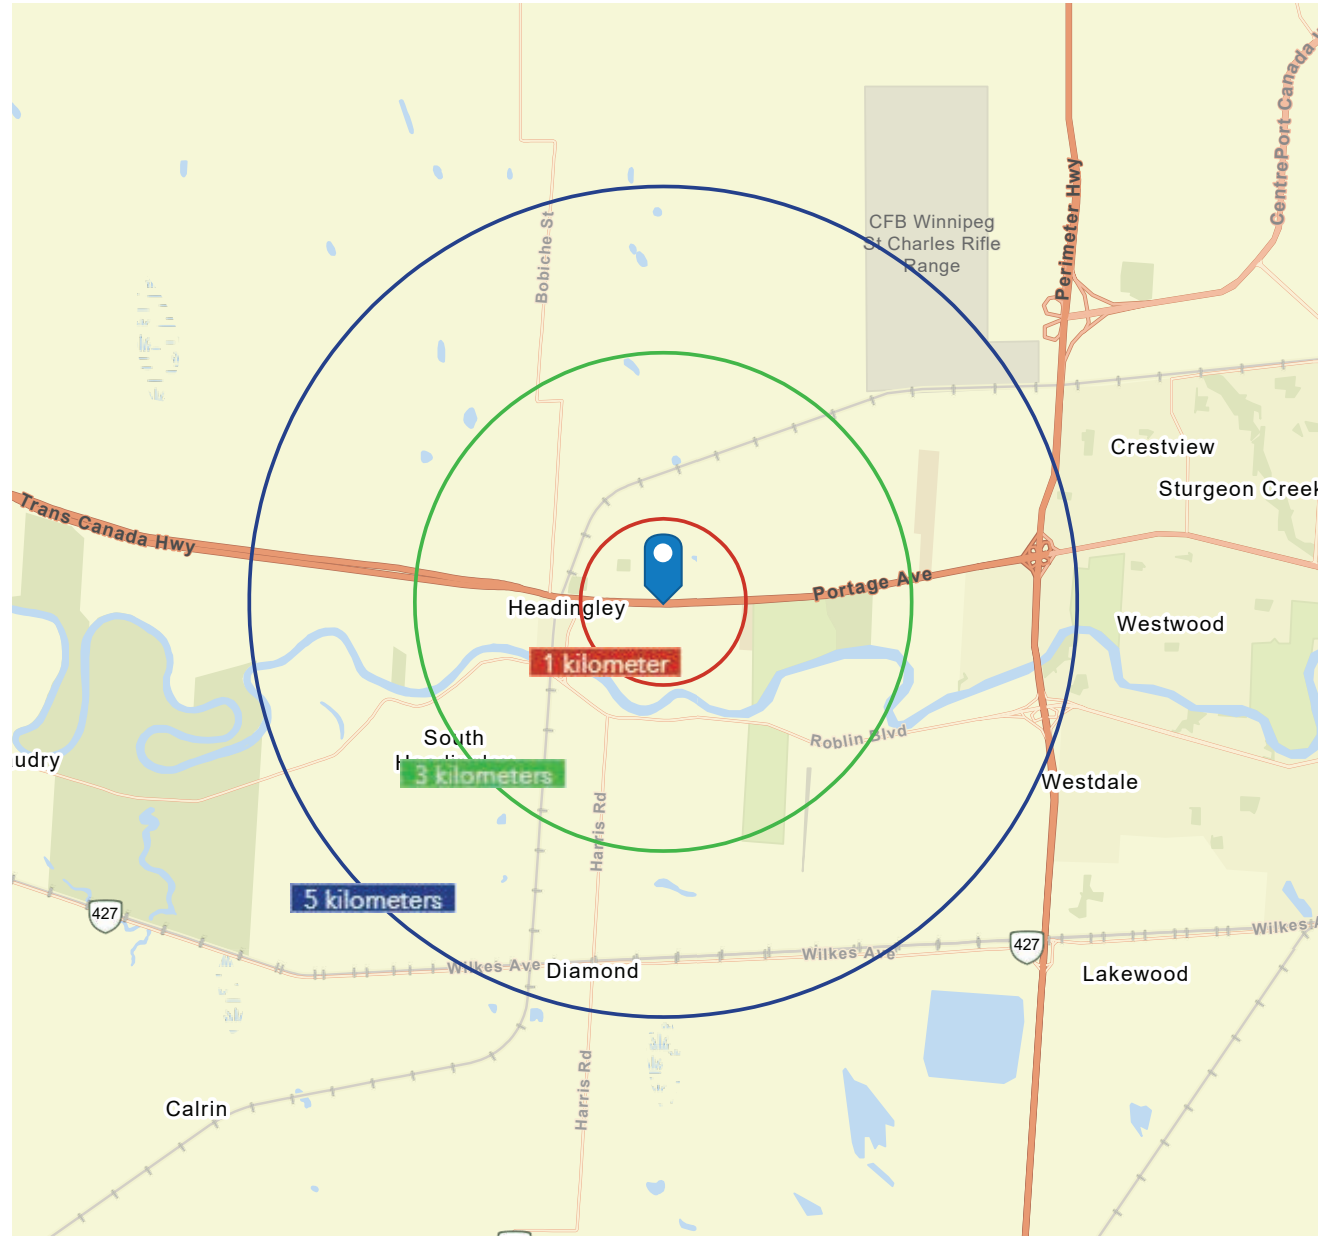 CentrePort Canada
Perimeter Hwy
CFB Winnipeg
St Charles Rifle
Range
Bobiche St
Crestview
Sturgeon Creek
Trans Canada Hwy
Portage Ave
Headingley
Westwood
1 kilometer
South
Roblin Blvd
udry
3 kilometers
Westdale
Harris Rd
5 kilometers
427
427
Wilkes
Wilkes Ave
Wilkes Ave
Diamond
Lakewood
Harris Rd
Calrin